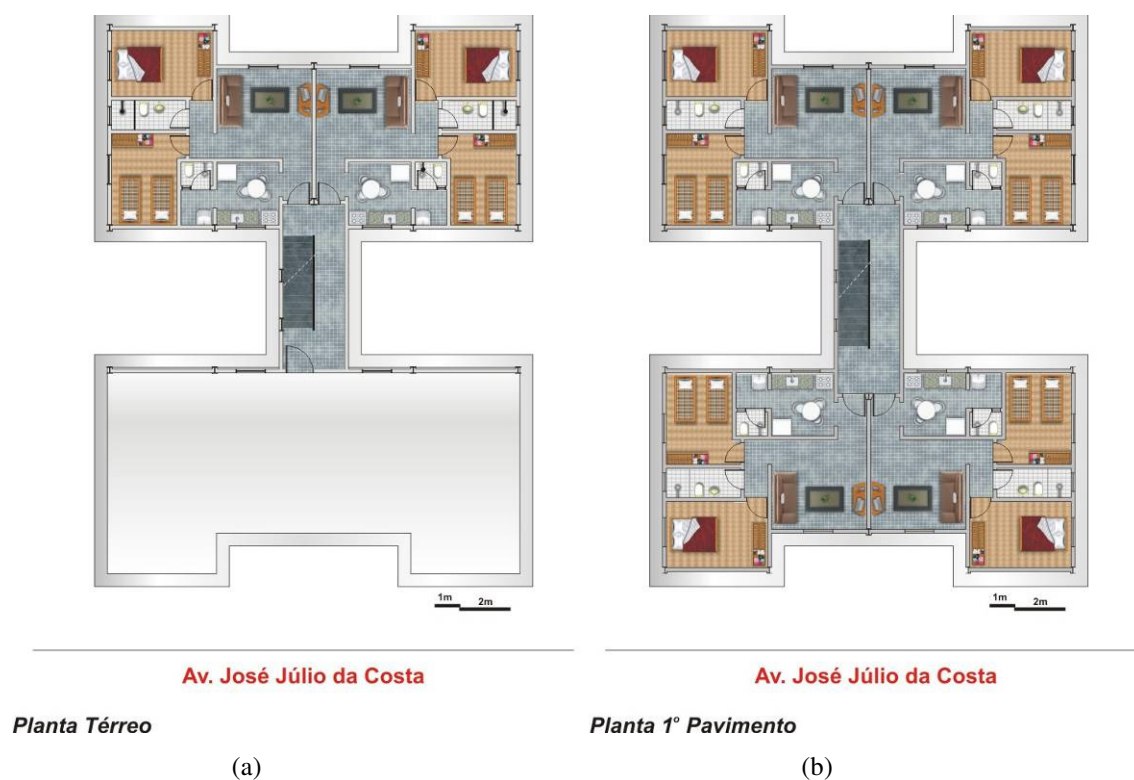 1m 2m
1m 2m
Av. José Júlio da Costa
Av. José Júlio da Costa
Planta Térreo
Planta 1° Pavimento
(a)
(b)